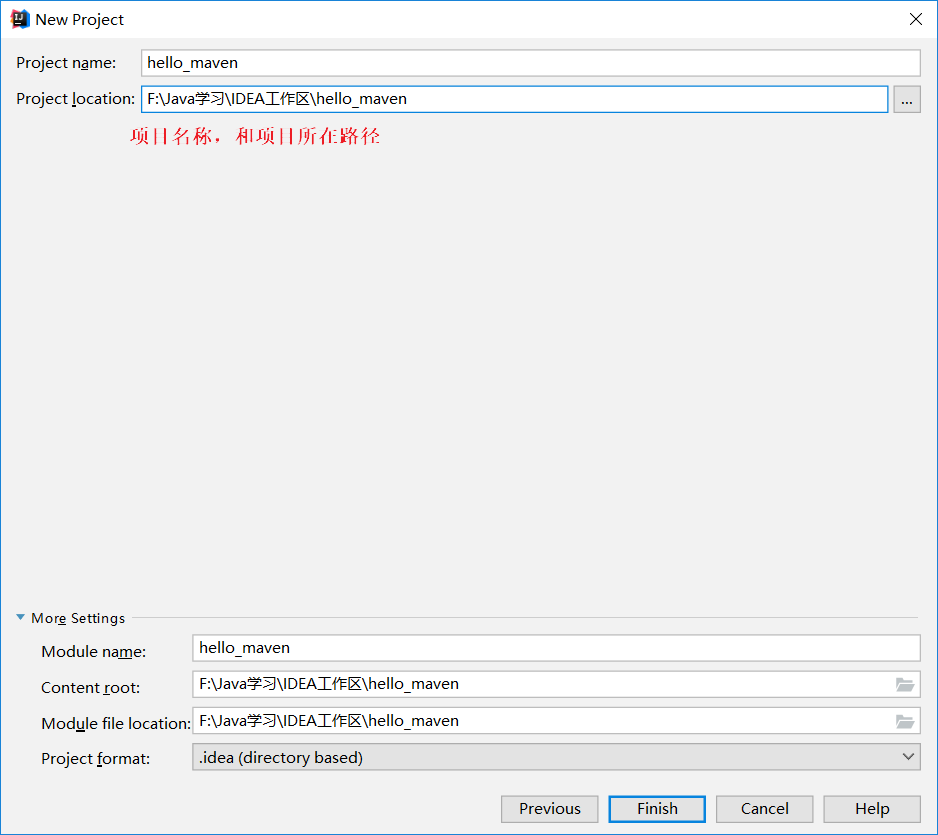 New Project
Project name: hello_maven
Project location: F:\Java学习\IDEA工作区\hello_maven ...
项目名称，和项目所在路径
More Settings
Module name: hello_maven
Content root: F:\Java学习\IDEA工作区\hello_maven
Module file location: F:\Java学习\IDEA工作区\hello_maven
Project format: .idea (directory based)
Previous Finish Cancel Help